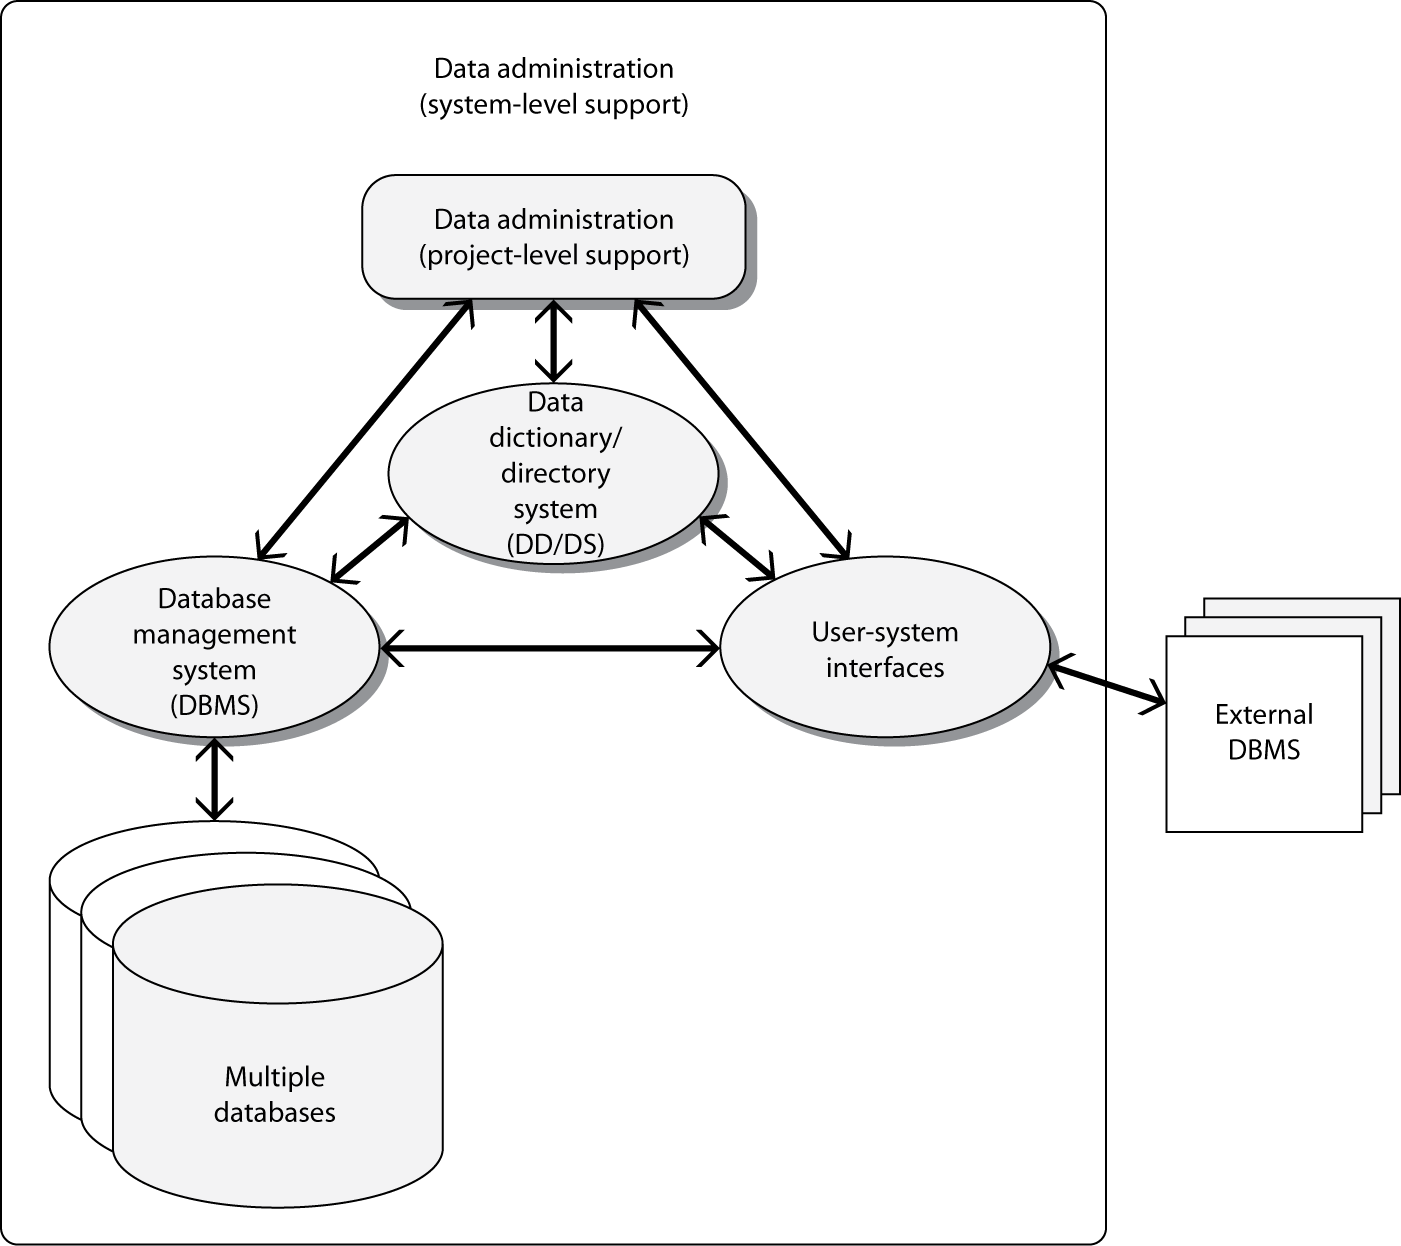 Data administration
(system-level support)
Data administration
(project-level support)
Data
dictionary/
directory
system
(DD/DS)
Database
management
system
(DBMS)
User-system
interfaces
External
DBMS
Multiple
databases